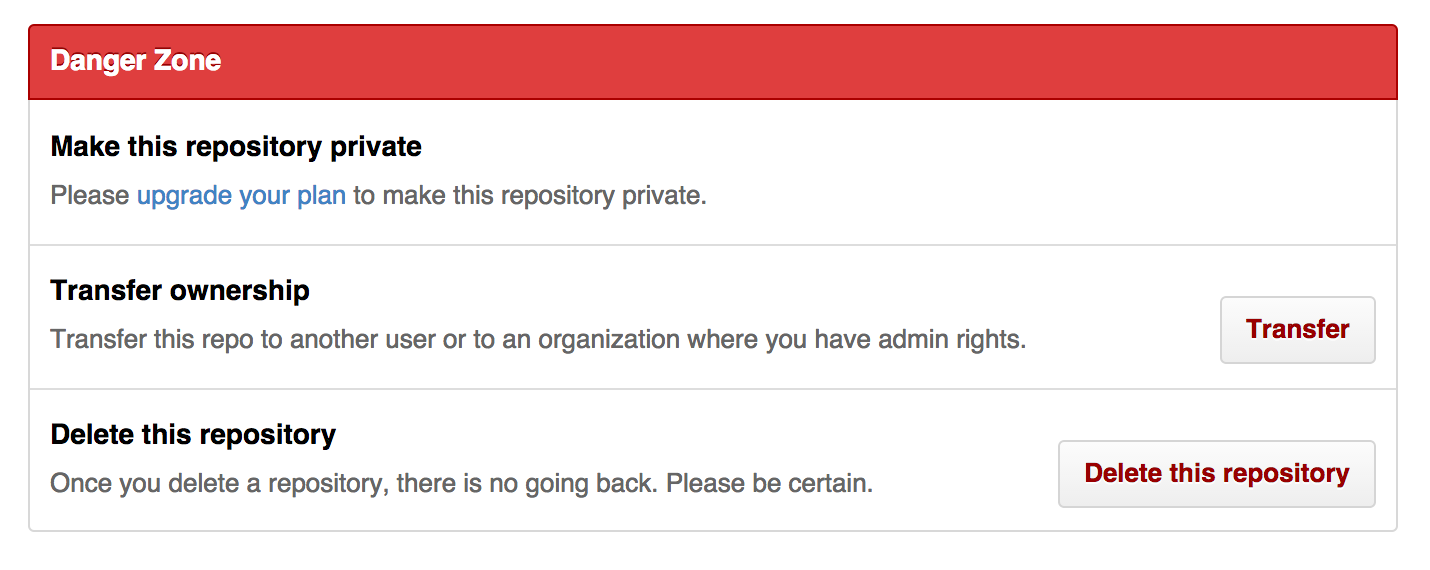 Danger Zone
Make this repository private
Please upgrade your plan to make this repository private.
Transfer ownership
Transfer this repo to another user or to an organization where you have admin rights.
Transfer
Delete this repository
Once you delete a repository, there is no going back. Please be certain.
Delete this repository